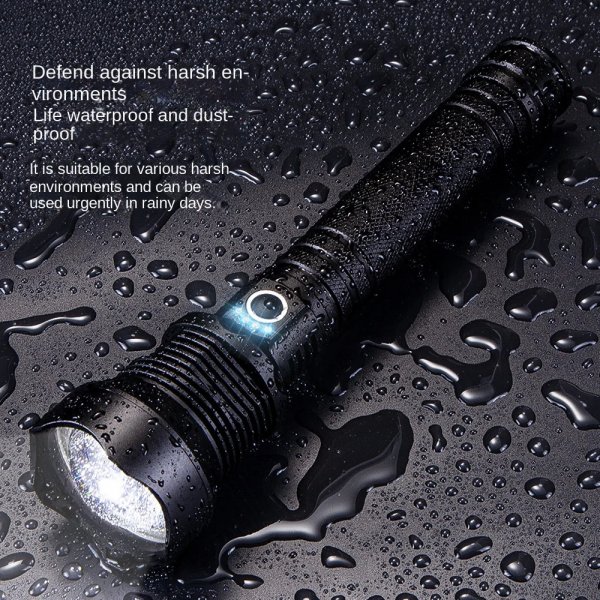 Defend against harsh en-
vironments
Life waterproof and dust-
proof
It is suitable for various harsh
environments and can be
used urgently in rainy days.